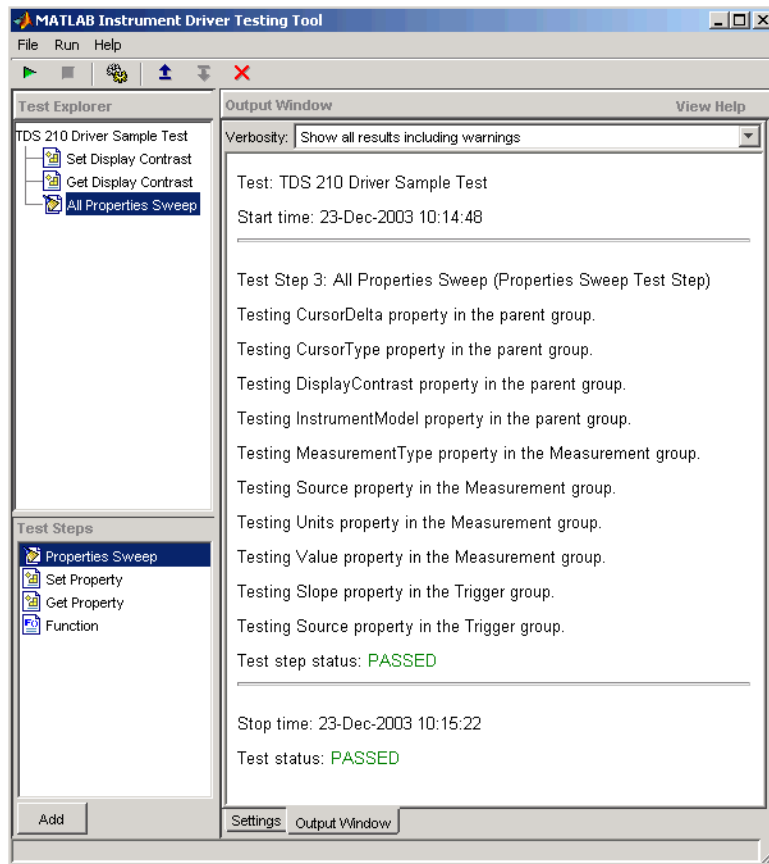 MATLAB Instrument Driver Testing Tool
File Run Help
Test Explorer
TDS 210 Driver Sample Test
Set Display Contrast
Get Display Contrast
All Properties Sweep
Test Steps
Properties Sweep
Set Property
Get Property
Function
Add
Output Window View Help
Verbosity: Show all results including warnings
Test: TDS 210 Driver Sample Test
Start time: 23-Dec-2003 10:14:48
Test Step 3: All Properties Sweep (Properties Sweep Test Step)
Testing CursorDelta property in the parent group.
Testing CursorType property in the parent group.
Testing DisplayContrast property in the parent group.
Testing InstrumentModel property in the parent group.
Testing MeasurementType property in the Measurement group.
Testing Source property in the Measurement group.
Testing Units property in the Measurement group.
Testing Value property in the Measurement group.
Testing Slope property in the Trigger group.
Testing Source property in the Trigger group.
Test step status: PASSED
Stop time: 23-Dec-2003 10:15:22
Test status: PASSED
Settings Output Window